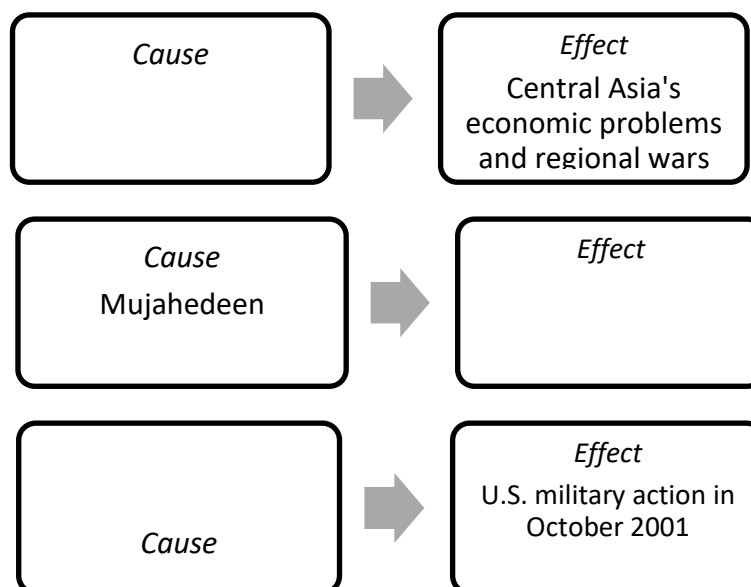 Cause
Effect
Central Asia's
economic problems
and regional wars
Cause
Mujahedeen
Effect
Effect
U.S. military action in
October 2001
Cause